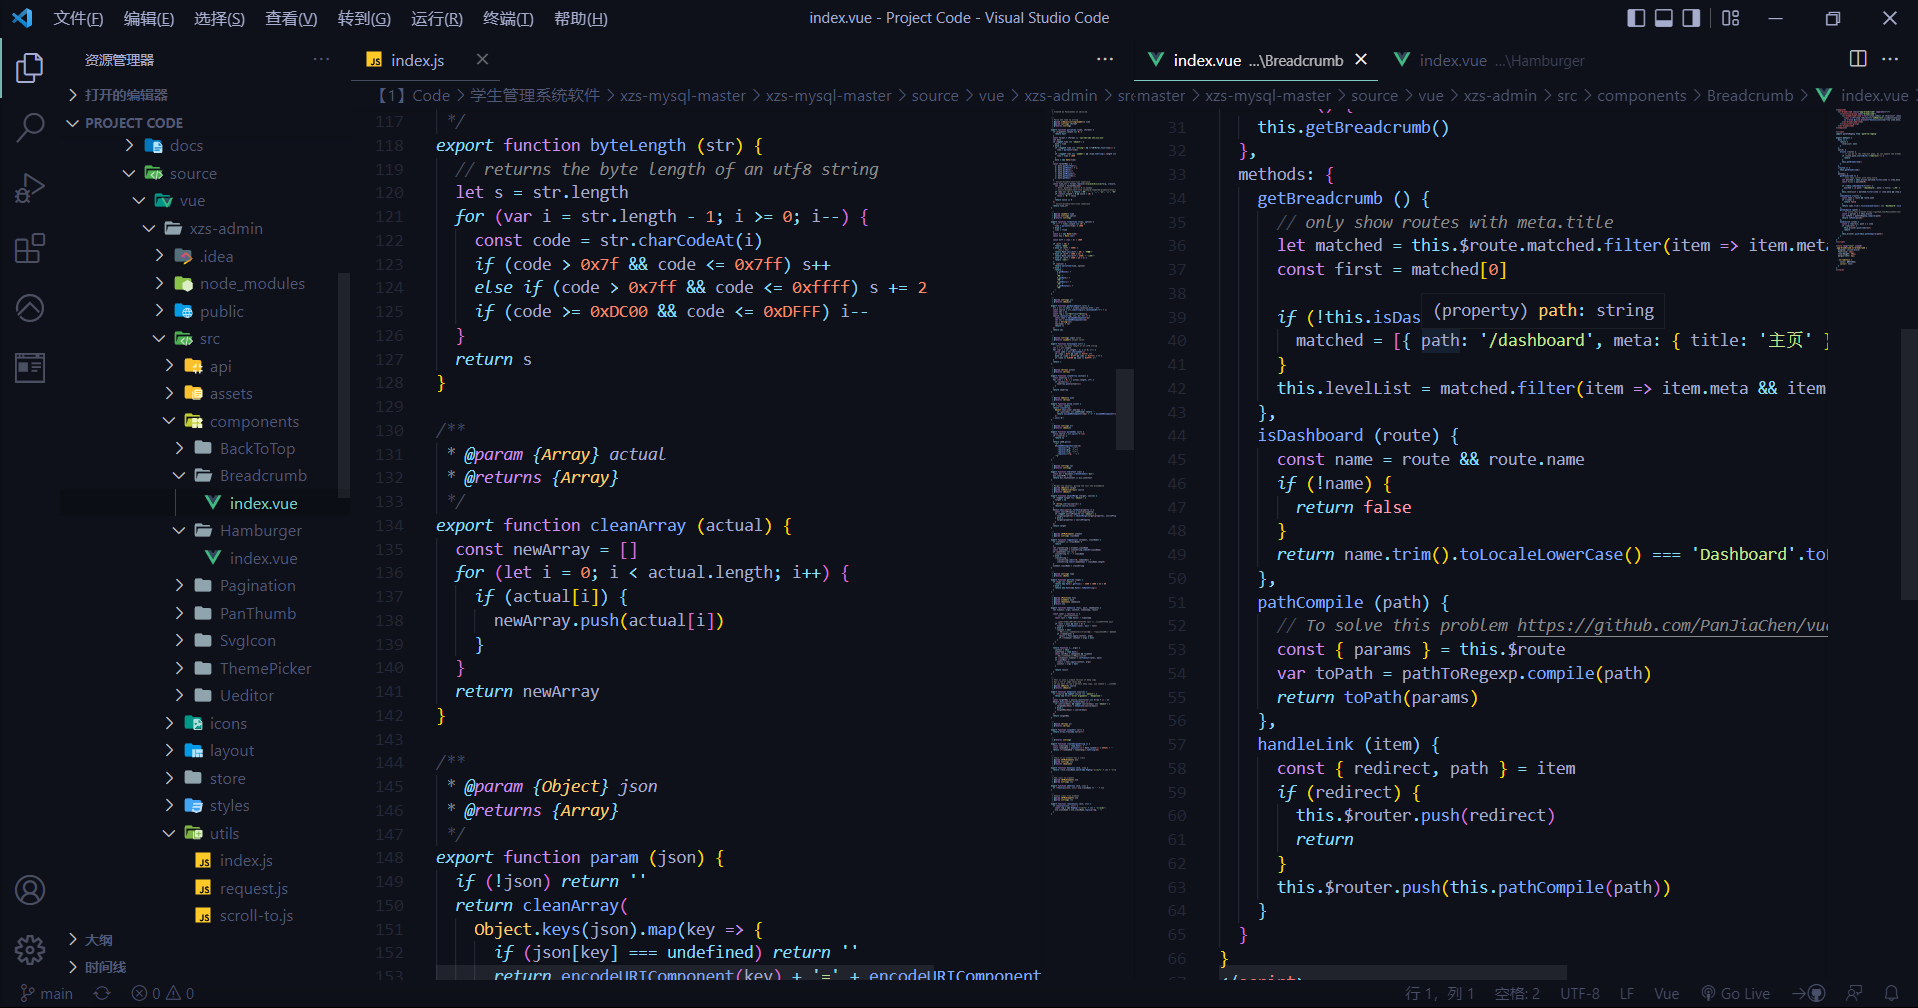 文件(F) 编辑(E) 选择(S) 查看(V) 转到(G) 运行(R) 终端(T) 帮助(H)
index.vue - Project Code - Visual Studio Code
资源管理器
打开的编辑器
PROJECT CODE
docs
source
vue
xzs-admin
.idea
node_modules
public
src
api
assets
components
BackToTop
Breadcrumb
index.vue
Hamburger
index.vue
Pagination
PanThumb
SvgIcon
ThemePicker
Ueditor
icons
layout
store
styles
utils
index.js
request.js
scroll-to.js
大纲
时间线
index.js
【1】Code > 学生管理系统软件 > xzs-mysql-master > xzs-mysql-master > source > vue > xzs-admin > src
117 */
118 export function byteLength (str) {
119 // returns the byte length of an utf8 string
120 let s = str.length
121 for (var i = str.length - 1; i >= 0; i--) {
122 const code = str.charCodeAt(i)
123 if (code > 0x7f && code <= 0x7ff) s++
124 else if (code > 0x7ff && code <= 0xffff) s += 2
125 if (code >= 0xDC00 && code <= 0xDFFF) i--
126 }
127 return s
128 }
129
130 /**
131 * @param {Array} actual
132 * @returns {Array}
133 */
134 export function cleanArray (actual) {
135 const newArray = []
136 for (let i = 0; i < actual.length; i++) {
137 if (actual[i]) {
138 newArray.push(actual[i])
139 }
140 }
141 return newArray
142 }
143
144 /**
145 * @param {Object} json
146 * @returns {Array}
147 */
148 export function param (json) {
149 if (!json) return ''
150 return cleanArray(
151 Object.keys(json).map(key => {
152 if (json[key] === undefined) return ''
153 return encodeURIComponent(key) + '=' + encodeURIComponent
index.vue ...\Breadcrumb
index.vue ...\Hamburger
master > xzs-mysql-master > source > vue > xzs-admin > src > components > Breadcrumb > index.vue
() {
31 this.getBreadcrumb()
32 },
33 methods: {
34 getBreadcrumb () {
35 // only show routes with meta.title
36 let matched = this.$route.matched.filter(item => item.meta
37 const first = matched[0]
38
(property) path: string
39 if (!this.isDas
40 matched = [{ path: '/dashboard', meta: { title: '主页' }
41 }
42 this.levelList = matched.filter(item => item.meta && item
43 },
44 isDashboard (route) {
45 const name = route && route.name
46 if (!name) {
47 return false
48 }
49 return name.trim().toLocaleLowerCase() === 'Dashboard'.to
50 },
51 pathCompile (path) {
52 // To solve this problem https://github.com/PanJiaChen/vue
53 const { params } = this.$route
54 var toPath = pathToRegexp.compile(path)
55 return toPath(params)
56 },
57 handleLink (item) {
58 const { redirect, path } = item
59 if (redirect) {
60 this.$router.push(redirect)
61 return
62 }
63 this.$router.push(this.pathCompile(path))
64 }
65 }
66 }
67 </script>
main 0 0 行 1，列 1 空格: 2 UTF-8 LF Vue Go Live